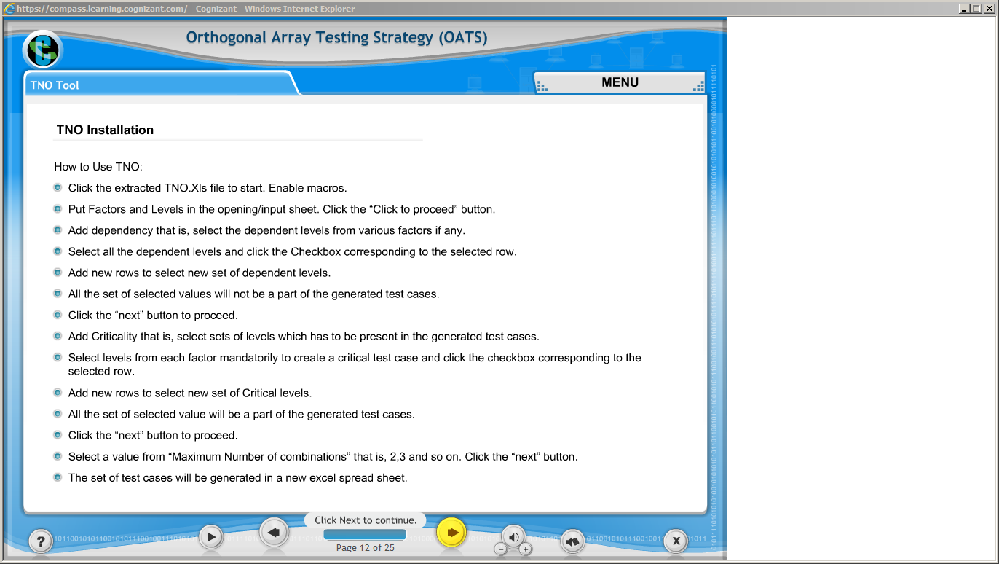 https://compass.learning.cognizant.com/ - Cognizant - Windows Internet Explorer
Orthogonal Array Testing Strategy (OATS)
TNO Tool
MENU
TNO Installation
How to Use TNO:
Click the extracted TNO.Xls file to start. Enable macros.
Put Factors and Levels in the opening/input sheet. Click the “Click to proceed” button.
Add dependency that is, select the dependent levels from various factors if any.
Select all the dependent levels and click the Checkbox corresponding to the selected row.
Add new rows to select new set of dependent levels.
All the set of selected values will not be a part of the generated test cases.
Click the “next” button to proceed.
Add Criticality that is, select sets of levels which has to be present in the generated test cases.
Select levels from each factor mandatorily to create a critical test case and click the checkbox corresponding to the
selected row.
Add new rows to select new set of Critical levels.
All the set of selected value will be a part of the generated test cases.
Click the “next” button to proceed.
Select a value from “Maximum Number of combinations” that is, 2,3 and so on. Click the “next” button.
The set of test cases will be generated in a new excel spread sheet.
Click Next to continue.
Page 12 of 25